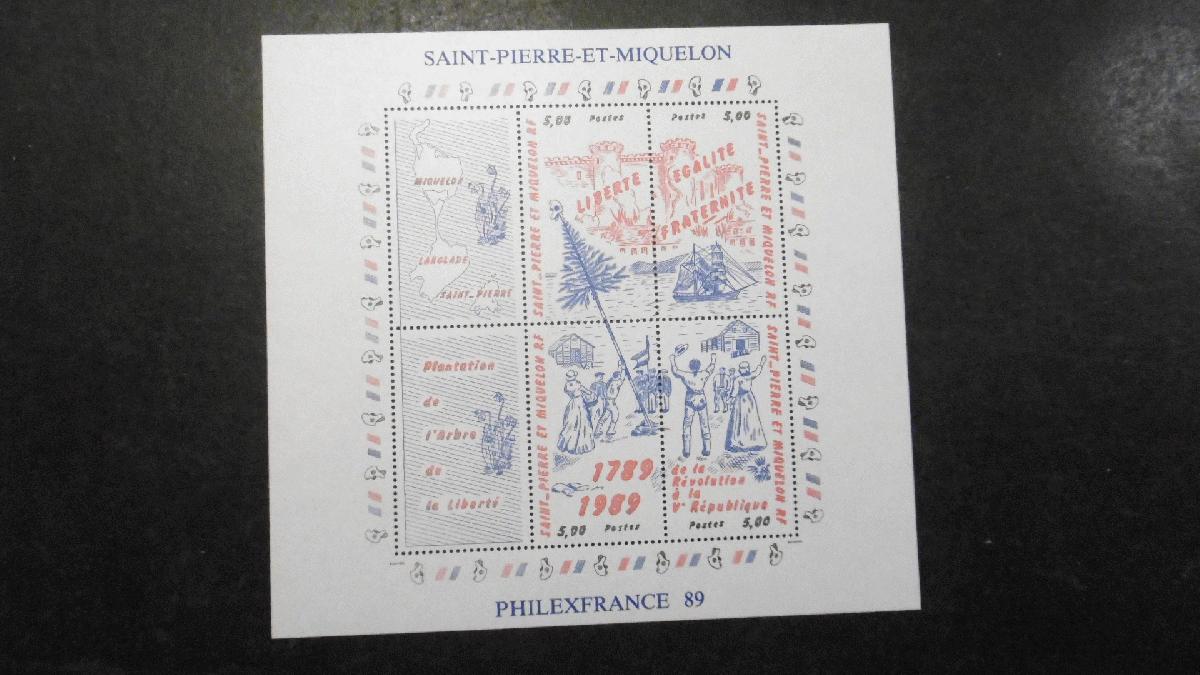 SAINT-PIERRE-ET-MIQUELON
MIQUELON
LANGLADE
SAINT-PIERRE
5,00 Postes
SAINT-PIERRE ET MIQUELON RF
LIBERTE
Postes 5,00
EGALITE
FRATERNITE
SAINT-PIERRE ET MIQUELON RF
Plantation
de
l'Arbre
de
la Liberté
SAINT-PIERRE ET MIQUELON RF
1789
1989
5,00 Postes
SAINT-PIERRE ET MIQUELON RF
de la
Révolution
à la
Ve République
Postes 5,00
PHILEXFRANCE 89